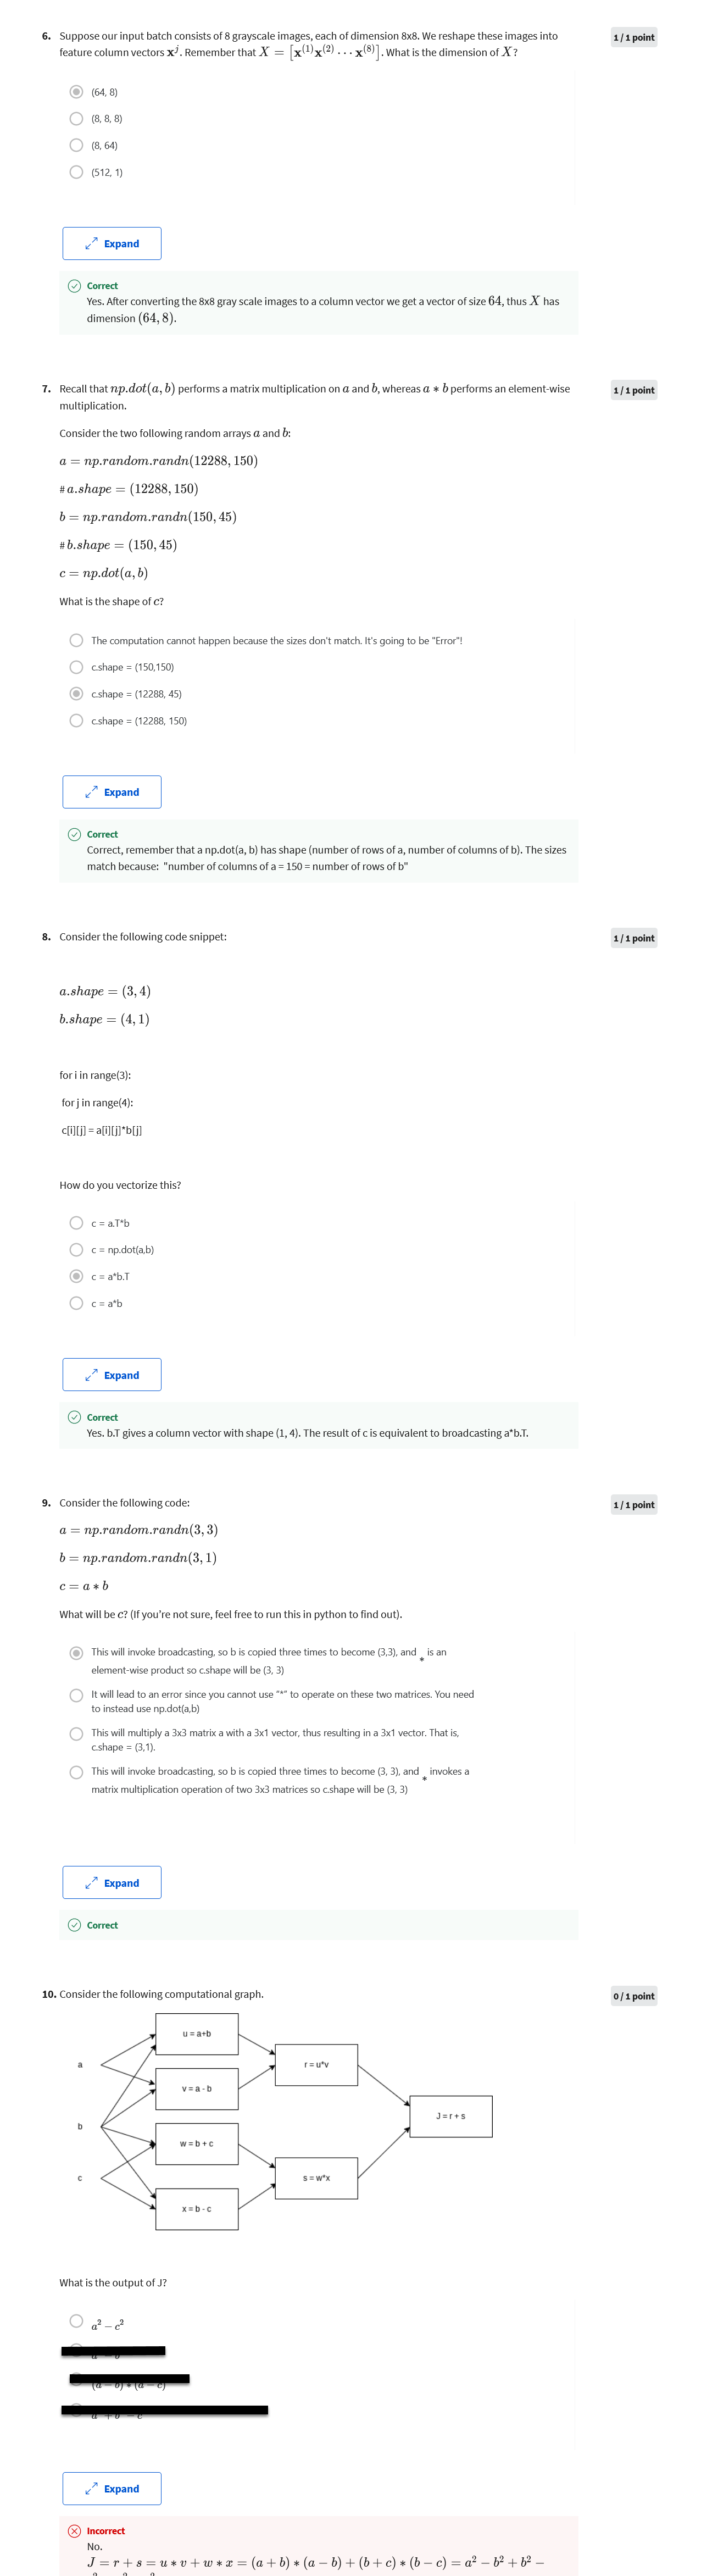 6. Suppose our input batch consists of 8 grayscale images, each of dimension 8x8. We reshape these images into
feature column vectors x^j. Remember that X = [x^(1) x^(2) ⋯ x^(8)]. What is the dimension of X?
1 / 1 point
(64, 8)
(8, 8, 8)
(8, 64)
(512, 1)
Expand
Correct
Yes. After converting the 8x8 gray scale images to a column vector we get a vector of size 64, thus X has
dimension (64, 8).
7. Recall that np.dot(a, b) performs a matrix multiplication on a and b, whereas a * b performs an element-wise
multiplication.
1 / 1 point
Consider the two following random arrays a and b:
a = np.random.randn(12288, 150)
# a.shape = (12288, 150)
b = np.random.randn(150, 45)
# b.shape = (150, 45)
c = np.dot(a, b)
What is the shape of c?
The computation cannot happen because the sizes don't match. It's going to be "Error"!
c.shape = (150,150)
c.shape = (12288, 45)
c.shape = (12288, 150)
Expand
Correct
Correct, remember that a np.dot(a, b) has shape (number of rows of a, number of columns of b). The sizes
match because: "number of columns of a = 150 = number of rows of b"
8. Consider the following code snippet:
1 / 1 point
a.shape = (3, 4)
b.shape = (4, 1)
for i in range(3):
for j in range(4):
c[i][j] = a[i][j]*b[j]
How do you vectorize this?
c = a.T*b
c = np.dot(a,b)
c = a*b.T
c = a*b
Expand
Correct
Yes. b.T gives a column vector with shape (1, 4). The result of c is equivalent to broadcasting a*b.T.
9. Consider the following code:
1 / 1 point
a = np.random.randn(3, 3)
b = np.random.randn(3, 1)
c = a * b
What will be c? (If you're not sure, feel free to run this in python to find out).
This will invoke broadcasting, so b is copied three times to become (3,3), and * is an
element-wise product so c.shape will be (3, 3)
It will lead to an error since you cannot use "*" to operate on these two matrices. You need
to instead use np.dot(a,b)
This will multiply a 3x3 matrix a with a 3x1 vector, thus resulting in a 3x1 vector. That is,
c.shape = (3,1).
This will invoke broadcasting, so b is copied three times to become (3, 3), and * invokes a
matrix multiplication operation of two 3x3 matrices so c.shape will be (3, 3)
Expand
Correct
10. Consider the following computational graph.
0 / 1 point
u = a+b
a
r = u*v
v = a - b
J = r + s
b
w = b + c
c
s = w*x
x = b - c
What is the output of J?
a² − c²
(a − b) * (a − c)
Expand
Incorrect
No.
J = r + s = u * v + w * x = (a + b) * (a − b) + (b + c) * (b − c) = a² − b² + b² −